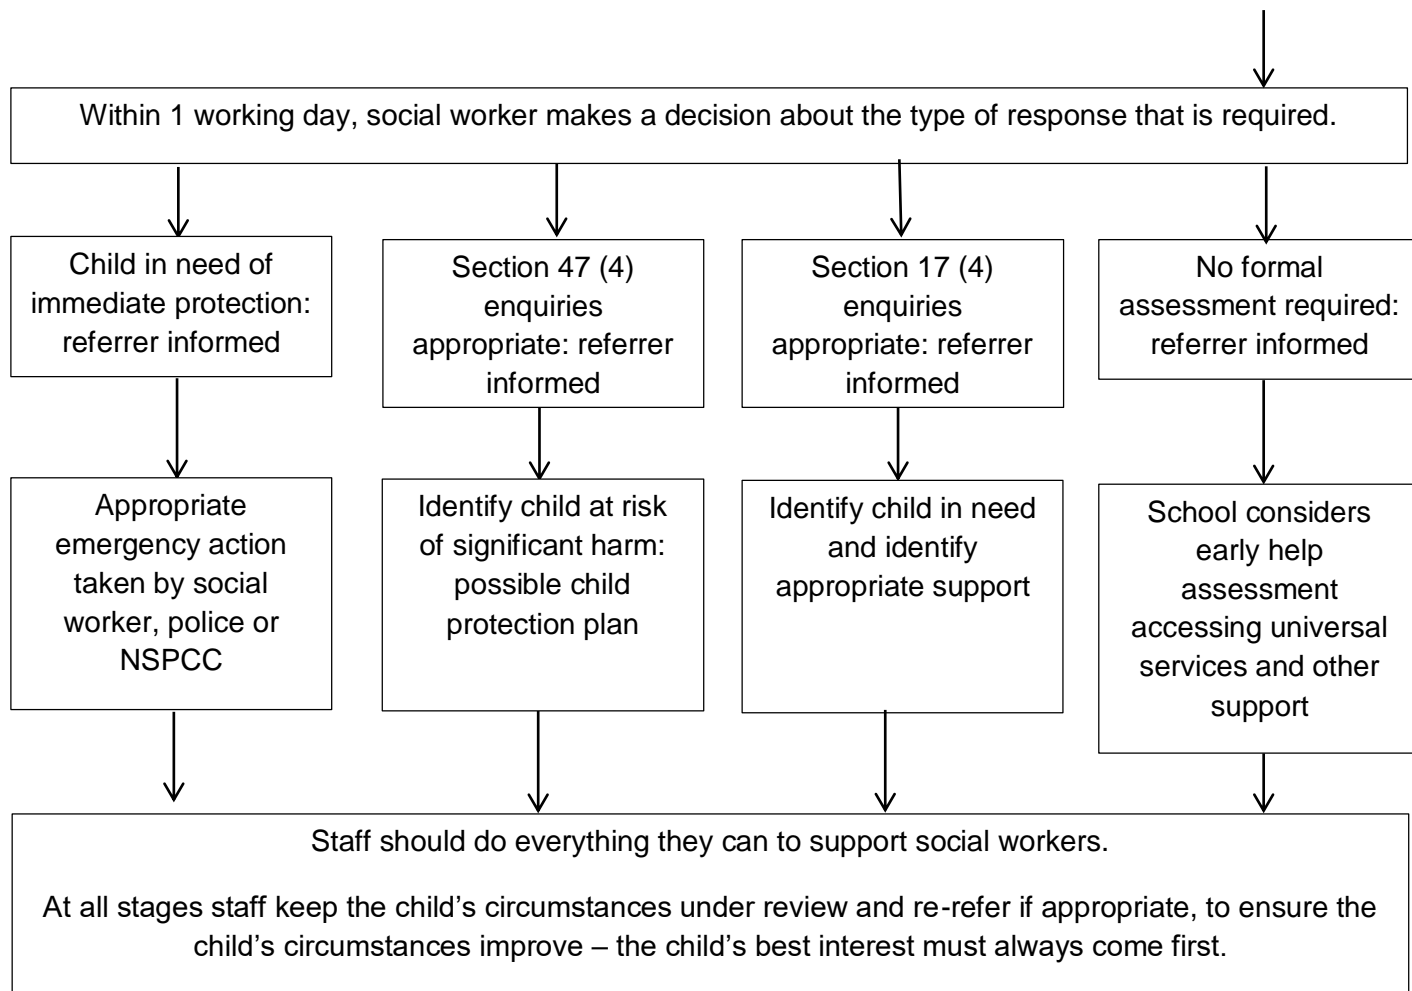 Within 1 working day, social worker makes a decision about the type of response that is required.
Child in need of
immediate protection:
referrer informed
Section 47 (4)
enquiries
appropriate: referrer
informed
Section 17 (4)
enquiries
appropriate: referrer
informed
No formal
assessment required:
referrer informed
Appropriate
emergency action
taken by social
worker, police or
NSPCC
Identify child at risk
of significant harm:
possible child
protection plan
Identify child in need
and identify
appropriate support
School considers
early help
assessment
accessing universal
services and other
support
Staff should do everything they can to support social workers.
At all stages staff keep the child’s circumstances under review and re-refer if appropriate, to ensure the
child’s circumstances improve – the child’s best interest must always come first.